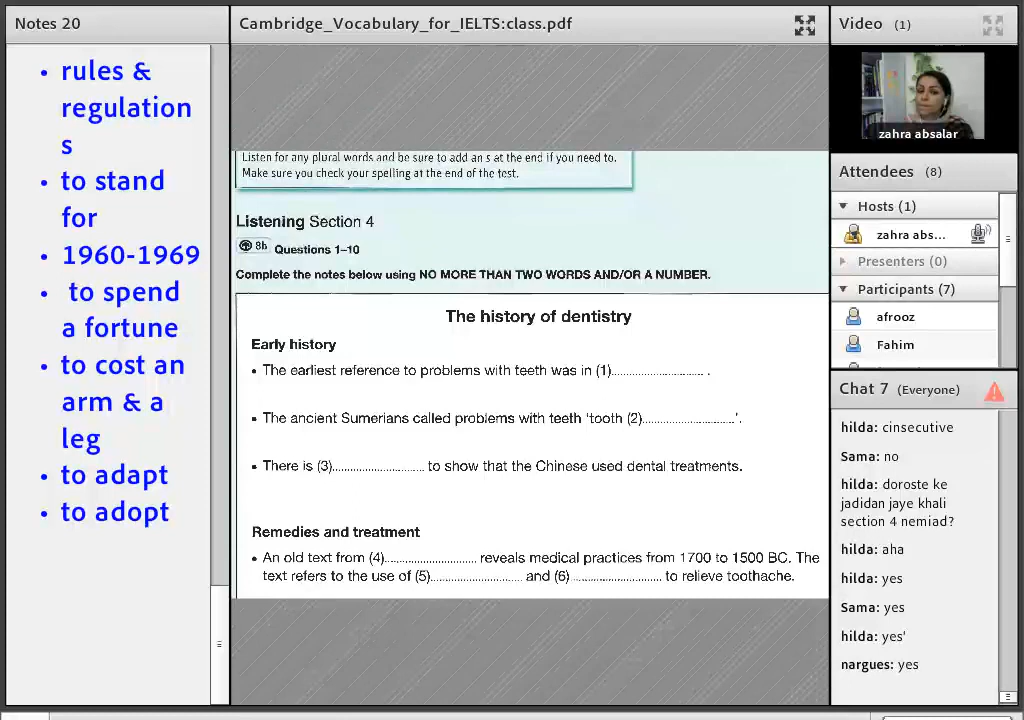 Notes 20
• rules &
regulation
s
• to stand
for
• 1960-1969
• to spend
a fortune
• to cost an
arm & a
leg
• to adapt
• to adopt
Cambridge_Vocabulary_for_IELTS:class.pdf
Listen for any plural words and be sure to add an s at the end if you need to.
Make sure you check your spelling at the end of the test.
Listening Section 4
8b Questions 1–10
Complete the notes below using NO MORE THAN TWO WORDS AND/OR A NUMBER.
The history of dentistry
Early history
• The earliest reference to problems with teeth was in (1)............................ .
• The ancient Sumerians called problems with teeth ‘tooth (2)............................’.
• There is (3)............................ to show that the Chinese used dental treatments.
Remedies and treatment
• An old text from (4)............................ reveals medical practices from 1700 to 1500 BC. The
text refers to the use of (5)............................ and (6)............................ to relieve toothache.
Video (1)
zahra absalar
Attendees (8)
Hosts (1)
zahra abs...
Presenters (0)
Participants (7)
afrooz
Fahim
Chat 7 (Everyone)
hilda: cinsecutive
Sama: no
hilda: doroste ke
jadidan jaye khali
section 4 nemiad?
hilda: aha
hilda: yes
Sama: yes
hilda: yes'
nargues: yes